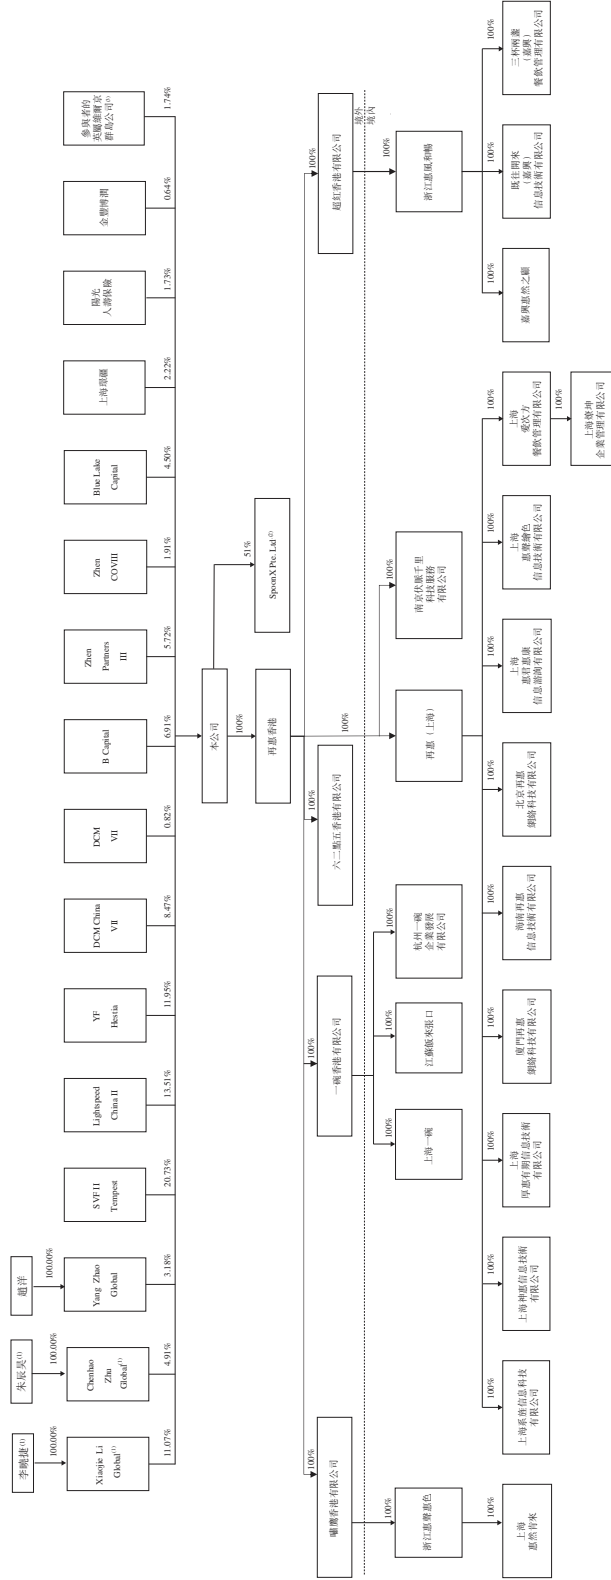 李曉捷(1)
朱辰昊(1)
趙洋
100.00%
100.00%
100.00%
Xiaojie Li
Global(1)
Chenhao
Zhu
Global(1)
Yang Zhao
Global
SVF II
Tempest
Lightspeed
China II
YF
Hestia
DCM China
VII
DCM
VII
B Capital
Zhen
Partners
III
Zhen
COVIII
Blue Lake
Capital
上海璟疆
陽光
人壽保險
金豐博潤
參與者的
英屬維爾京
群島公司(3)
11.07%
4.91%
3.18%
20.73%
13.51%
11.95%
8.47%
0.82%
6.91%
5.72%
1.91%
4.50%
2.22%
1.73%
0.64%
1.74%
本公司
100%
51%
再惠香港
SpoonX Pte. Ltd(2)
100%
100%
100%
100%
嘯鷹香港有限公司
一碗香港有限公司
六二點五香港有限公司
超紅香港有限公司
境外
境內
100%
100%
100%
100%
100%
100%
100%
浙江惠聲惠色
上海一碗
江蘇飯來張口
杭州一碗
企業發展
有限公司
再惠（上海）
南京伏脈千里
科技服務
有限公司
浙江惠風和暢
100%
100%
100%
100%
100%
100%
100%
100%
100%
100%
100%
100%
100%
上海
惠然肯來
上海系旌信息科技
有限公司
上海神惠信息技術
有限公司
上海
厚惠有期信息技術
有限公司
廈門再惠
網絡科技有限公司
海南再惠
信息技術有限公司
北京再惠
網絡科技有限公司
上海
惠君惠康
信息諮詢有限公司
上海
惠聲繪色
信息技術有限公司
上海
愛次方
餐飲管理有限公司
嘉興惠然之顧
既往開來
（嘉興）
信息技術有限公司
三杯兩盞
（嘉興）
餐飲管理有限公司
100%
上海燎坤
企業管理有限公司